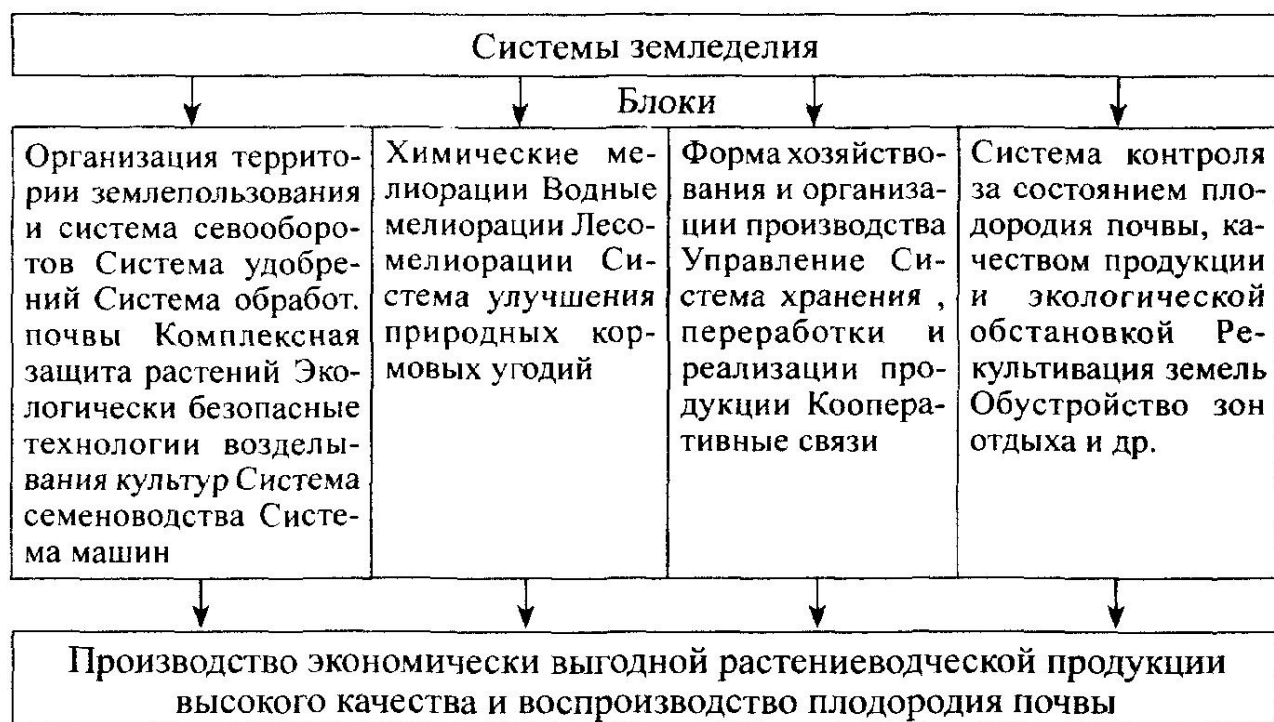 Системы земледелия
Блоки
Организация террито-
рии землепользования
и система севооборо-
тов Система удобре-
ний Система обработ.
почвы Комплексная
защита растений Эко-
логически безопасные
технологии возделы-
вания культур Система
семеноводства Систе-
ма машин
Химические ме-
лиорации Водные
мелиорации Лесо-
мелиорации Си-
стема улучшения
природных кор-
мовых угодий
Форма хозяйство-
вания и организа-
ции производства
Управление Си-
стема хранения ,
переработки и
реализации про-
дукции Коопера-
тивные связи
Система контроля
за состоянием пло-
дородия почвы, ка-
чеством продукции
и экологической
обстановкой Ре-
культивация земель
Обустройство зон
отдыха и др.
Производство экономически выгодной растениеводческой продукции
высокого качества и воспроизводство плодородия почвы